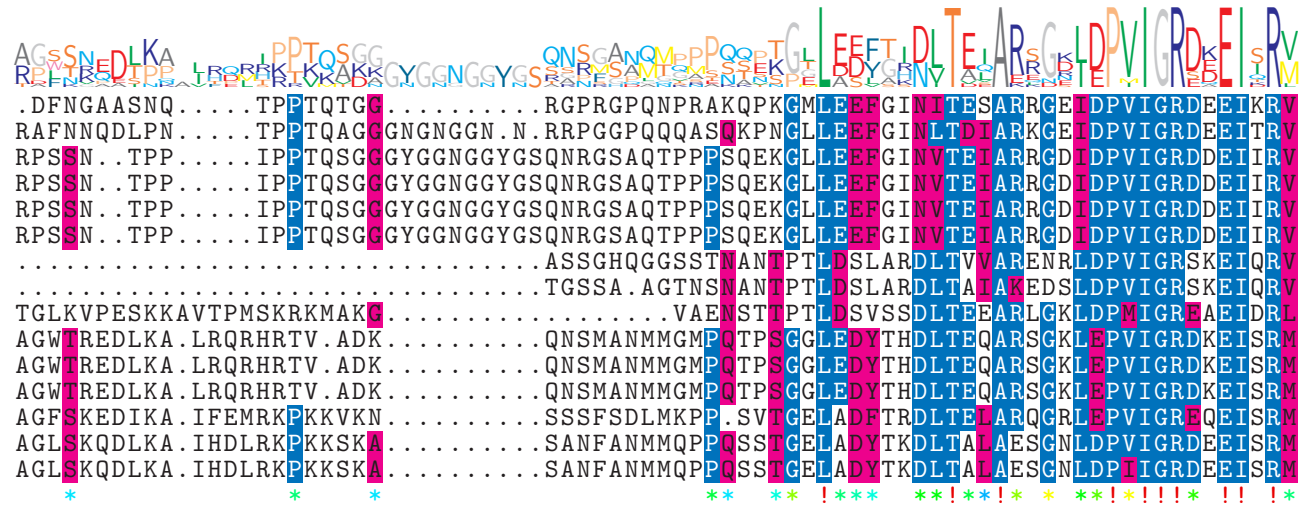 .DFNGAASNQ.....TPPTQTGG..........RGPRGPQNPRAKQPKGMLEEFGINITESARRGEIDPVIGRDEEIKRV
RAFNNQDLPN.....TPPTQAGGGNGNGGN.N.RRPGGPQQQASQKPNGLLEEFGINLTDIARKGEIDPVIGRDEEITRV
RPSSN..TPP.....IPPTQSGGGYGGNGGYGSQNRGSAQTPPPSQEKGLLEEFGINVTEIARRGDIDPVIGRDDEIIRV
RPSSN..TPP.....IPPTQSGGGYGGNGGYGSQNRGSAQTPPPSQEKGLLEEFGINVTEIARRGDIDPVIGRDDEIIRV
RPSSN..TPP.....IPPTQSGGGYGGNGGYGSQNRGSAQTPPPSQEKGLLEEFGINVTEIARRGDIDPVIGRDDEIIRV
RPSSN..TPP.....IPPTQSGGGYGGNGGYGSQNRGSAQTPPPSQEKGLLEEFGINVTEIARRGDIDPVIGRDDEIIRV
.................................ASSGHQGGSSTNANTPTLDSLARDLTVVARENRLDPVIGRSKEIQRV
.................................TGSSA.AGTNSNANTPTLDSLARDLTAIAKEDSLDPVIGRSKEIQRV
TGLKVPESKKAVTPMSKRKMAKG..................VAENSTTPTLDSVSSDLTEEARLGKLDPMIGREAEIDRL
AGWTREDLKA.LRQRHRTV.ADK..........QNSMANMMGMPQTPSGGLEDYTHDLTEQARSGKLEPVIGRDKEISRM
AGWTREDLKA.LRQRHRTV.ADK..........QNSMANMMGMPQTPSGGLEDYTHDLTEQARSGKLEPVIGRDKEISRM
AGWTREDLKA.LRQRHRTV.ADK..........QNSMANMMGMPQTPSGGLEDYTHDLTEQARSGKLEPVIGRDKEISRM
AGFSKEDIKA.IFEMRKPKKVKN..........SSSFSDLMKPP.SVTGELADFTRDLTELARQGRLEPVIGREQEISRM
AGLSKQDLKA.IHDLRKPKKSKA..........SANFANMMQPPQSSTGELADYTKDLTALAESGNLDPVIGRDEEISRM
AGLSKQDLKA.IHDLRKPKKSKA..........SANFANMMQPPQSSTGELADYTKDLTALAESGNLDPIIGRDEEISRM
* * * ** ** !*** **!**!* * **!*!!!* !! !*